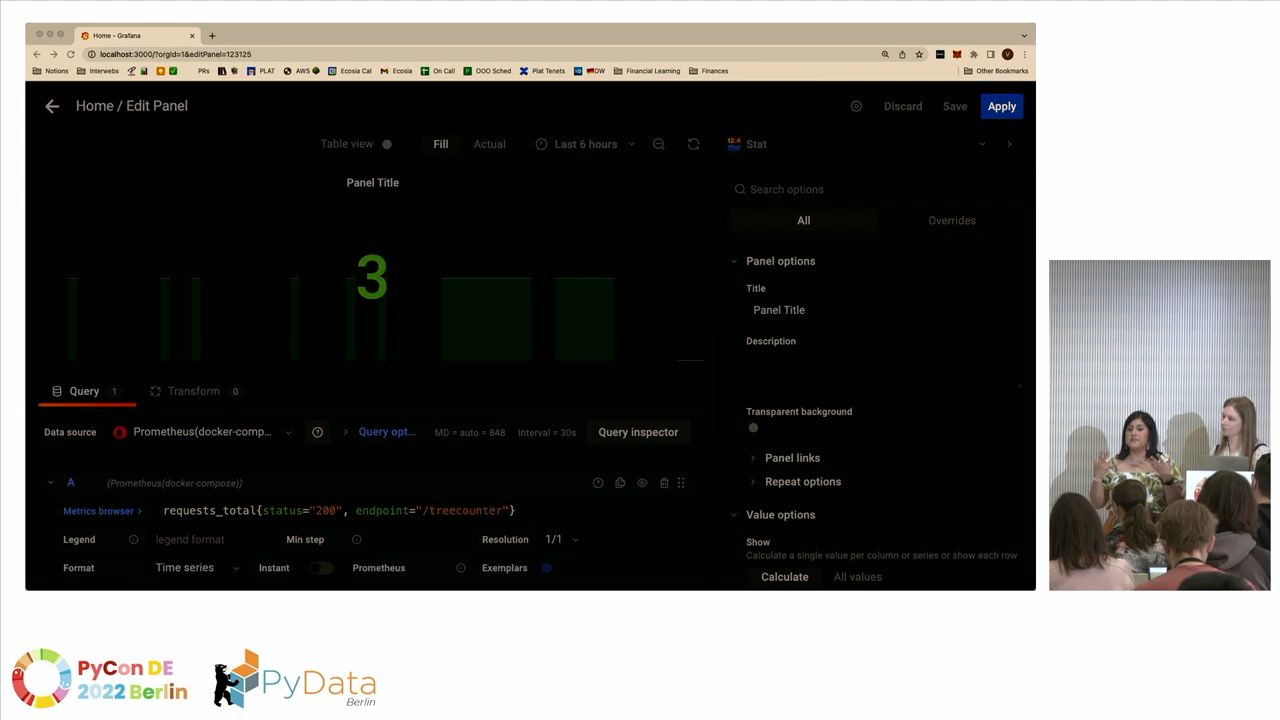 Home - Grafana
localhost:3000/?orgId=1&editPanel=123125
Notions Interwebs PRs PLAT AWS Ecosia Cal Ecosia On Call OOO Sched Plat Tenets DW Financial Learning Finances Other Bookmarks
V
Home / Edit Panel Discard Save Apply
Table view Fill Actual Last 6 hours 12.4 Stat
Panel Title
Search options
All Overrides
3
Panel options
Title
Panel Title
Description
Query 1 Transform 0
Transparent background
Data source Prometheus(docker-comp... Query opt... MD = auto = 848 Interval = 30s Query inspector
Panel links
Repeat options
A (Prometheus(docker-compose))
Metrics browser > requests_total{status="200", endpoint="/treecounter"}
Value options
Legend legend format Min step Resolution 1/1
Show
Calculate a single value per column or series or show each row
Format Time series Instant Prometheus Exemplars
Calculate All values
PyCon DE
2022 Berlin
PyData
Berlin